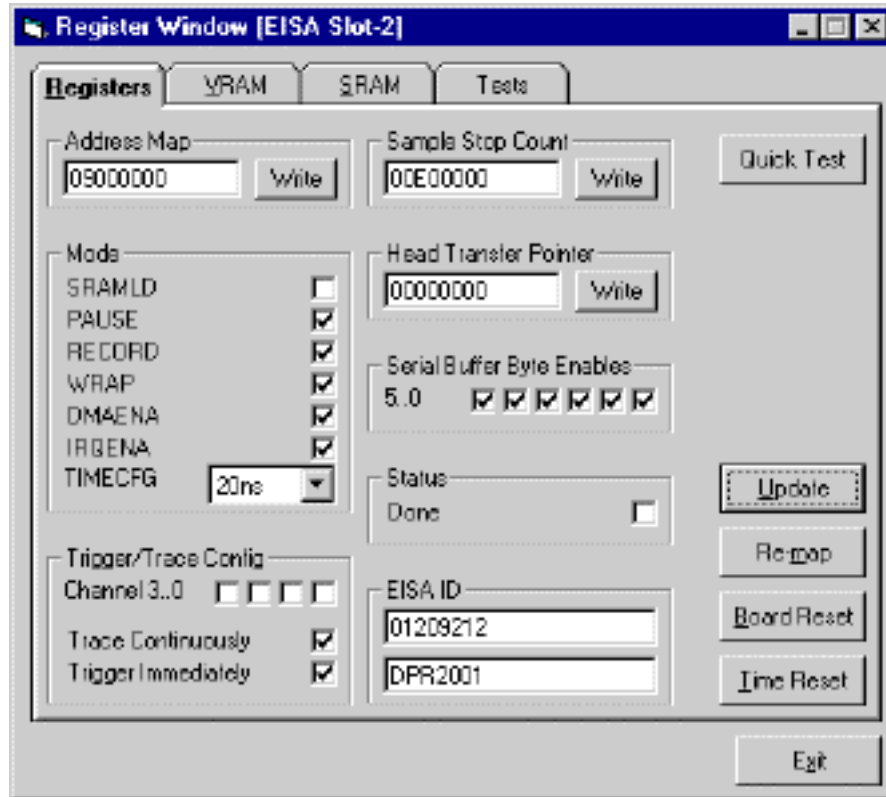 Register Window [EISA Slot-2]
Registers VRAM SRAM Tests
Address Map
09000000 Write
Sample Stop Count
00E00000 Write
Quick Test
Mode
SRAMLD
PAUSE
RECORD
WRAP
DMAENA
IRQENA
TIMECFG 20ns
Head Transfer Pointer
00000000 Write
Serial Buffer Byte Enables
5..0
Status
Done
Trigger/Trace Config
Channel 3..0
Trace Continuously
Trigger Immediately
EISA ID
01209212
DPR2001
Update
Re-map
Board Reset
Time Reset
Exit